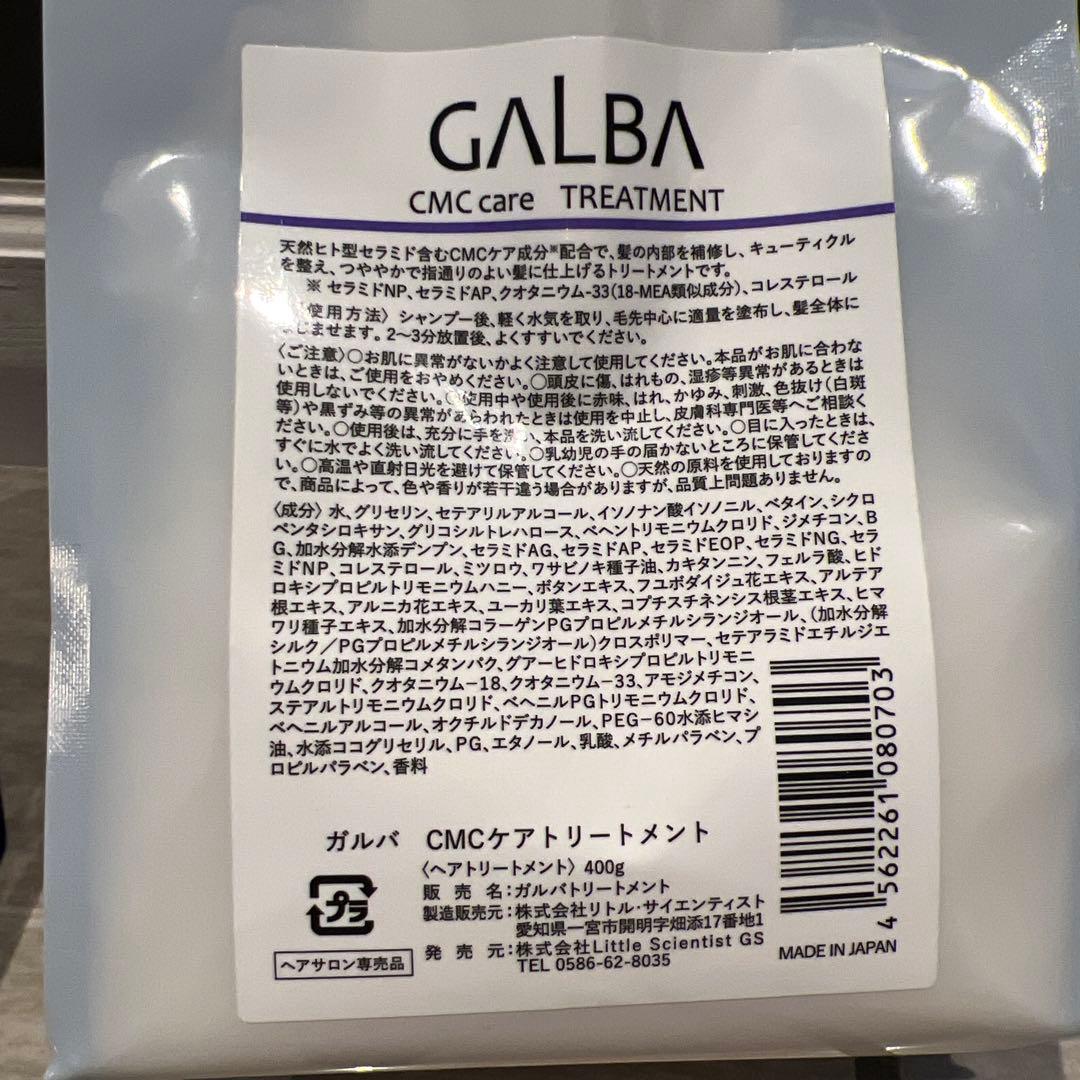 GALBA
CMC care TREATMENT
天然ヒト型セラミド含むCMCケア成分※配合で、髪の内部を補修し、キューティクル
を整え、つややかで指通りのよい髪に仕上げるトリートメントです。
※ セラミドNP、セラミドAP、クオタニウム-33(18-MEA類似成分)、コレステロール
使用方法〉シャンプー後、軽く水気を取り、毛先中心に適量を塗布し、髪全体に
じませます。2〜3分放置後、よくすすいでください。
〈ご注意〉○お肌に異常がないかよく注意して使用してください。本品がお肌に合わな
いときは、ご使用をおやめください。○頭皮に傷、はれもの、湿疹等異常があるときは
使用しないでください。○使用中や使用後に赤味、はれ、かゆみ、刺激、色抜け(白斑
等)や黒ずみ等の異常があらわれたときは使用を中止し、皮膚科専門医等へご相談く
ださい。○使用後は、充分に手を洗い、本品を洗い流してください。○目に入ったときは、
すぐに水でよく洗い流してください。○乳幼児の手の届かないところに保管してくださ
い。○高温や直射日光を避けて保管してください。○天然の原料を使用しておりますの
で、商品によって、色や香りが若干違う場合がありますが、品質上問題ありません。
〈成分〉水、グリセリン、セテアリルアルコール、イソノナン酸イソノニル、ベタイン、シクロ
ペンタシロキサン、グリコシルトレハロース、ベヘントリモニウムクロリド、ジメチコン、B
G、加水分解水添デンプン、セラミドAG、セラミドAP、セラミドEOP、セラミドNG、セラ
ミドNP、コレステロール、ミツロウ、ワサビノキ種子油、カキタンニン、フェルラ酸、ヒド
ロキシプロピルトリモニウムハニー、ボタンエキス、フユボダイジュ花エキス、アルテア
根エキス、アルニカ花エキス、ユーカリ葉エキス、コプチスチネンシス根茎エキス、ヒマ
ワリ種子エキス、加水分解コラーゲンPGプロピルメチルシランジオール、(加水分解
シルク/PGプロピルメチルシランジオール)クロスポリマー、セテアラミドエチルジエ
トニウム加水分解コメタンパク、グアーヒドロキシプロピルトリモニ
ウムクロリド、クオタニウム-18、クオタニウム-33、アモジメチコン、
ステアルトリモニウムクロリド、ベヘニルPGトリモニウムクロリド、
ベヘニルアルコール、オクチルドデカノール、PEG-60水添ヒマシ
油、水添ココグリセリル、PG、エタノール、乳酸、メチルパラベン、プ
ロピルパラベン、香料
4 562261 080703
ガルバ CMCケアトリートメント
〈ヘアトリートメント〉 400g
プラ
販売名:ガルバトリートメント
製造販売元:株式会社リトル・サイエンティスト
愛知県一宮市開明字畑添17番地1
発売元:株式会社Little Scientist GS
TEL 0586-62-8035
ヘアサロン専売品
MADE IN JAPAN